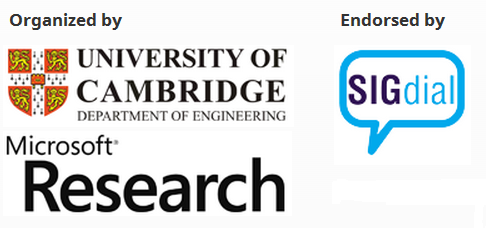 Organized by
UNIVERSITY OF
CAMBRIDGE
DEPARTMENT OF ENGINEERING
Microsoft®
Research
Endorsed by
SIGdial